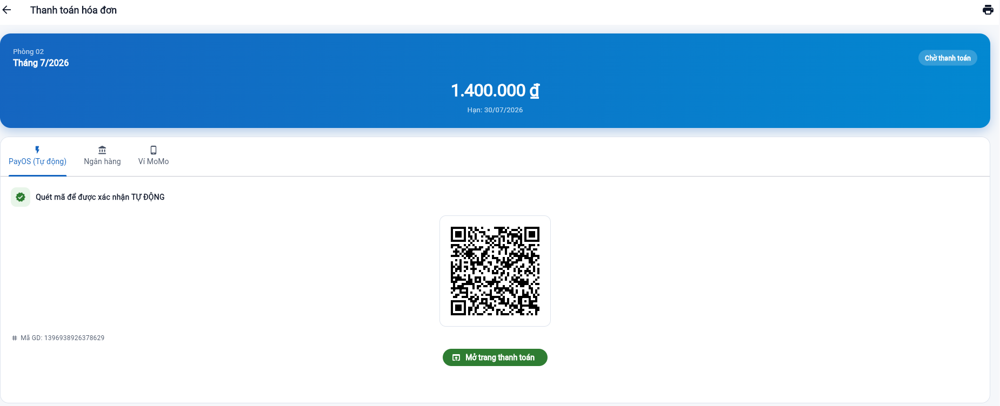 Thanh toán hóa đơn
Phòng 02
Tháng 7/2026
Chờ thanh toán
1.400.000 ₫
Hạn: 30/07/2026
PayOS (Tự động)
Ngân hàng
Ví MoMo
Quét mã để được xác nhận TỰ ĐỘNG
# Mã GD: 1396938926378629
Mở trang thanh toán